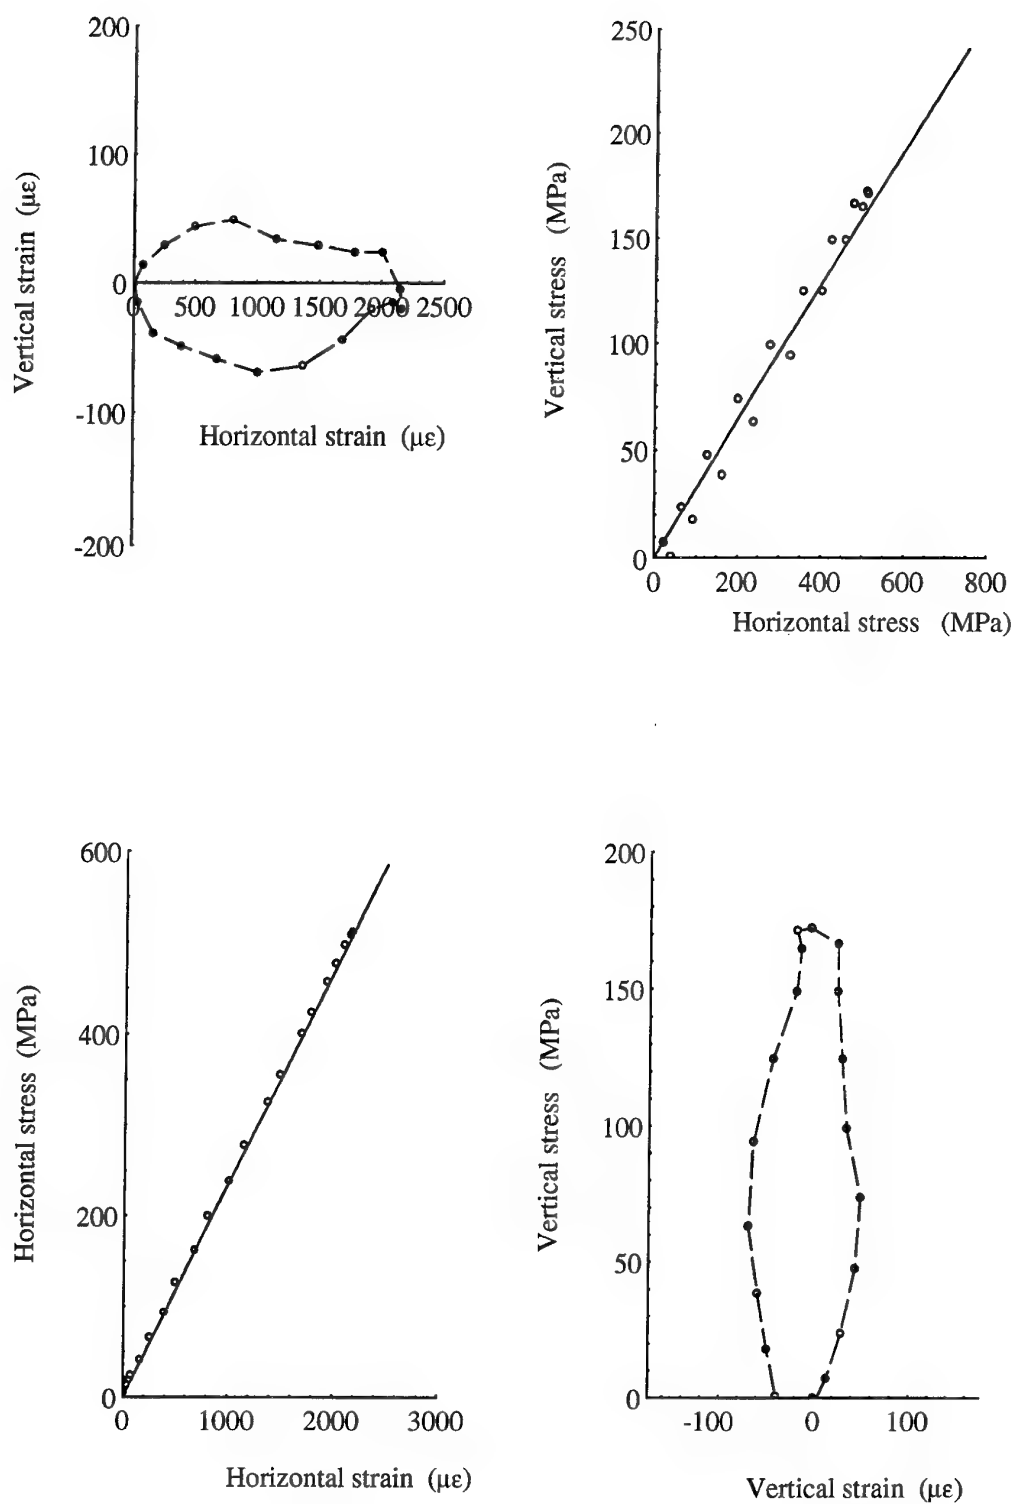 200
100
0
-100
-200
0 500 1000 1500 2000 2500
Vertical strain (με)
Horizontal strain (με)
250
200
150
100
50
0
0 200 400 600 800
Vertical stress (MPa)
Horizontal stress (MPa)
600
400
200
0
0 1000 2000 3000
Horizontal stress (MPa)
Horizontal strain (με)
200
150
100
50
0
-100 0 100
Vertical stress (MPa)
Vertical strain (με)